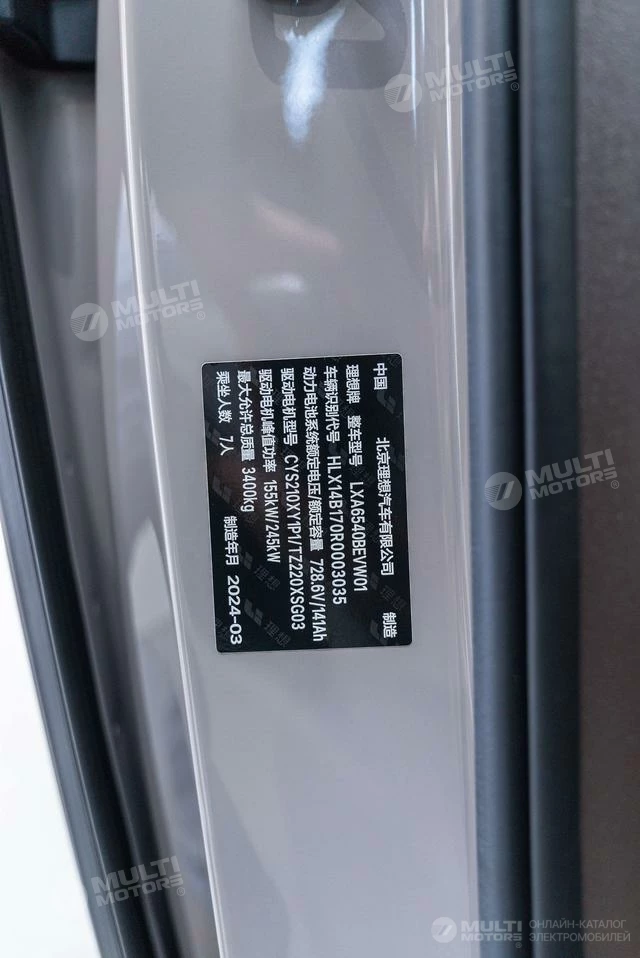 中国 北京理想汽车有限公司 制造
理想牌 整车型号 LXA6540BEVW01
车辆识别代号 HLX14B170R0003035
动力电池系统额定电压/额定容量 728.6V/141Ah
驱动电机型号 CYS210XY1P1/TZ220XSG03
驱动电机峰值功率 155kW/245kW
最大允许总质量 3400kg
乘坐人数 7人 制造年月 2024-03
理想
理想
MULTI MOTORS®
MULTI MOTORS®
MULTI MOTORS®
MULTI MOTORS®
MULTI MOTORS® ОНЛАЙН-КАТАЛОГ ЭЛЕКТРОМОБИЛЕЙ